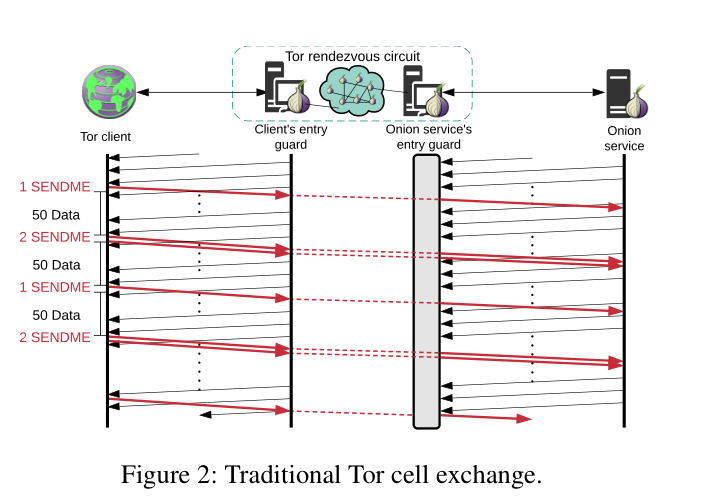 Tor rendezvous circuit
Tor client
Client's entry
guard
Onion service's
entry guard
Onion
service
1 SENDME
50 Data
2 SENDME
50 Data
1 SENDME
50 Data
2 SENDME
Figure 2: Traditional Tor cell exchange.